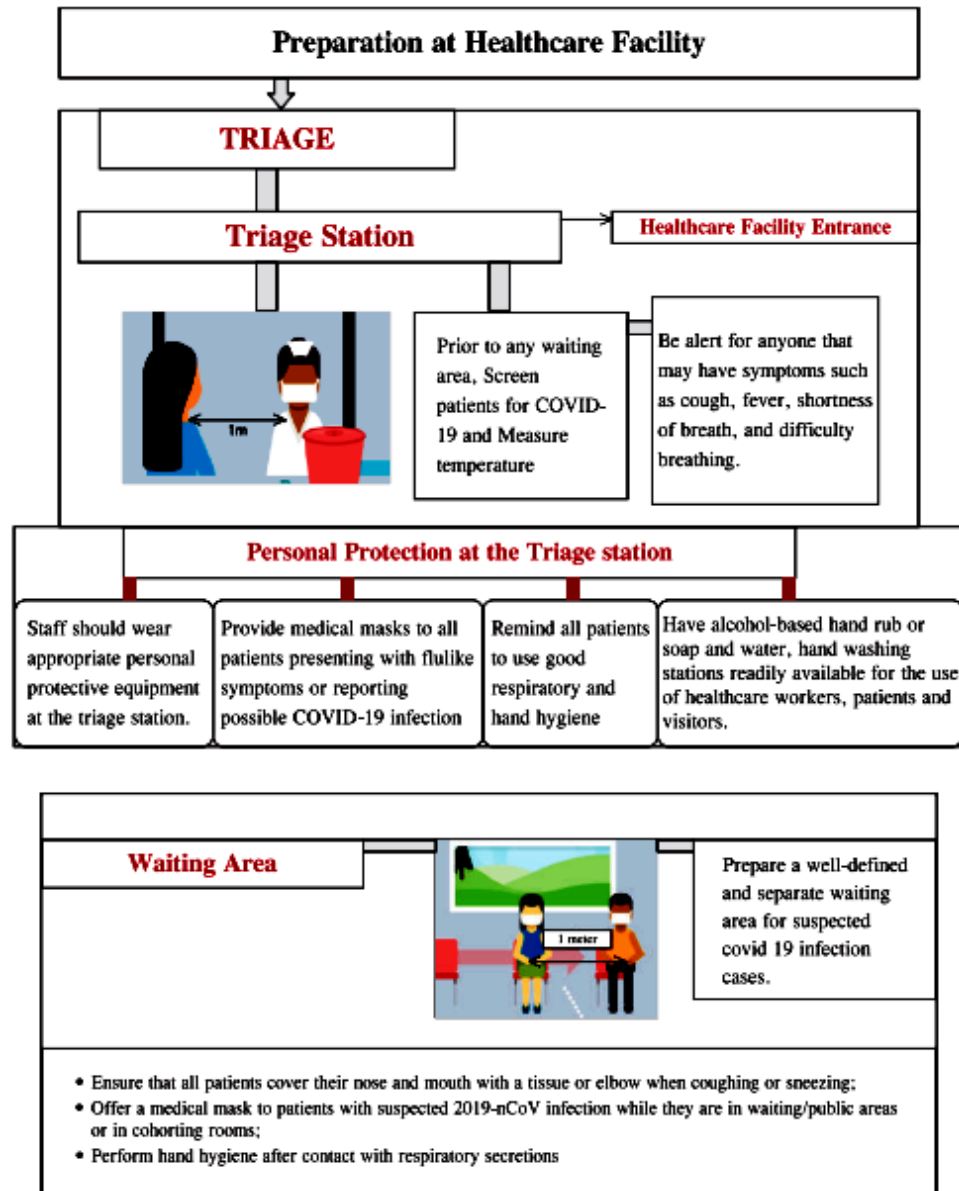 Preparation at Healthcare Facility
TRIAGE
Triage Station
Healthcare Facility Entrance
1m
Prior to any waiting
area, Screen
patients for COVID-
19 and Measure
temperature
Be alert for anyone that
may have symptoms such
as cough, fever, shortness
of breath, and difficulty
breathing.
Personal Protection at the Triage station
Staff should wear
appropriate personal
protective equipment
at the triage station.
Provide medical masks to all
patients presenting with flulike
symptoms or reporting
possible COVID-19 infection
Remind all patients
to use good
respiratory and
hand hygiene
Have alcohol-based hand rub or
soap and water, hand washing
stations readily available for the use
of healthcare workers, patients and
visitors.
Waiting Area
1 meter
Prepare a well-defined
and separate waiting
area for suspected
covid 19 infection
cases.
• Ensure that all patients cover their nose and mouth with a tissue or elbow when coughing or sneezing;
• Offer a medical mask to patients with suspected 2019-nCoV infection while they are in waiting/public areas
or in cohorting rooms;
• Perform hand hygiene after contact with respiratory secretions